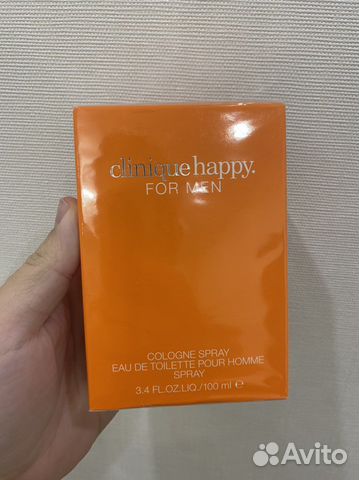 clinique happy.
FOR MEN
COLOGNE SPRAY
EAU DE TOILETTE POUR HOMME
SPRAY
3.4 FL.OZ.LIQ./100 ml ℮
Avito